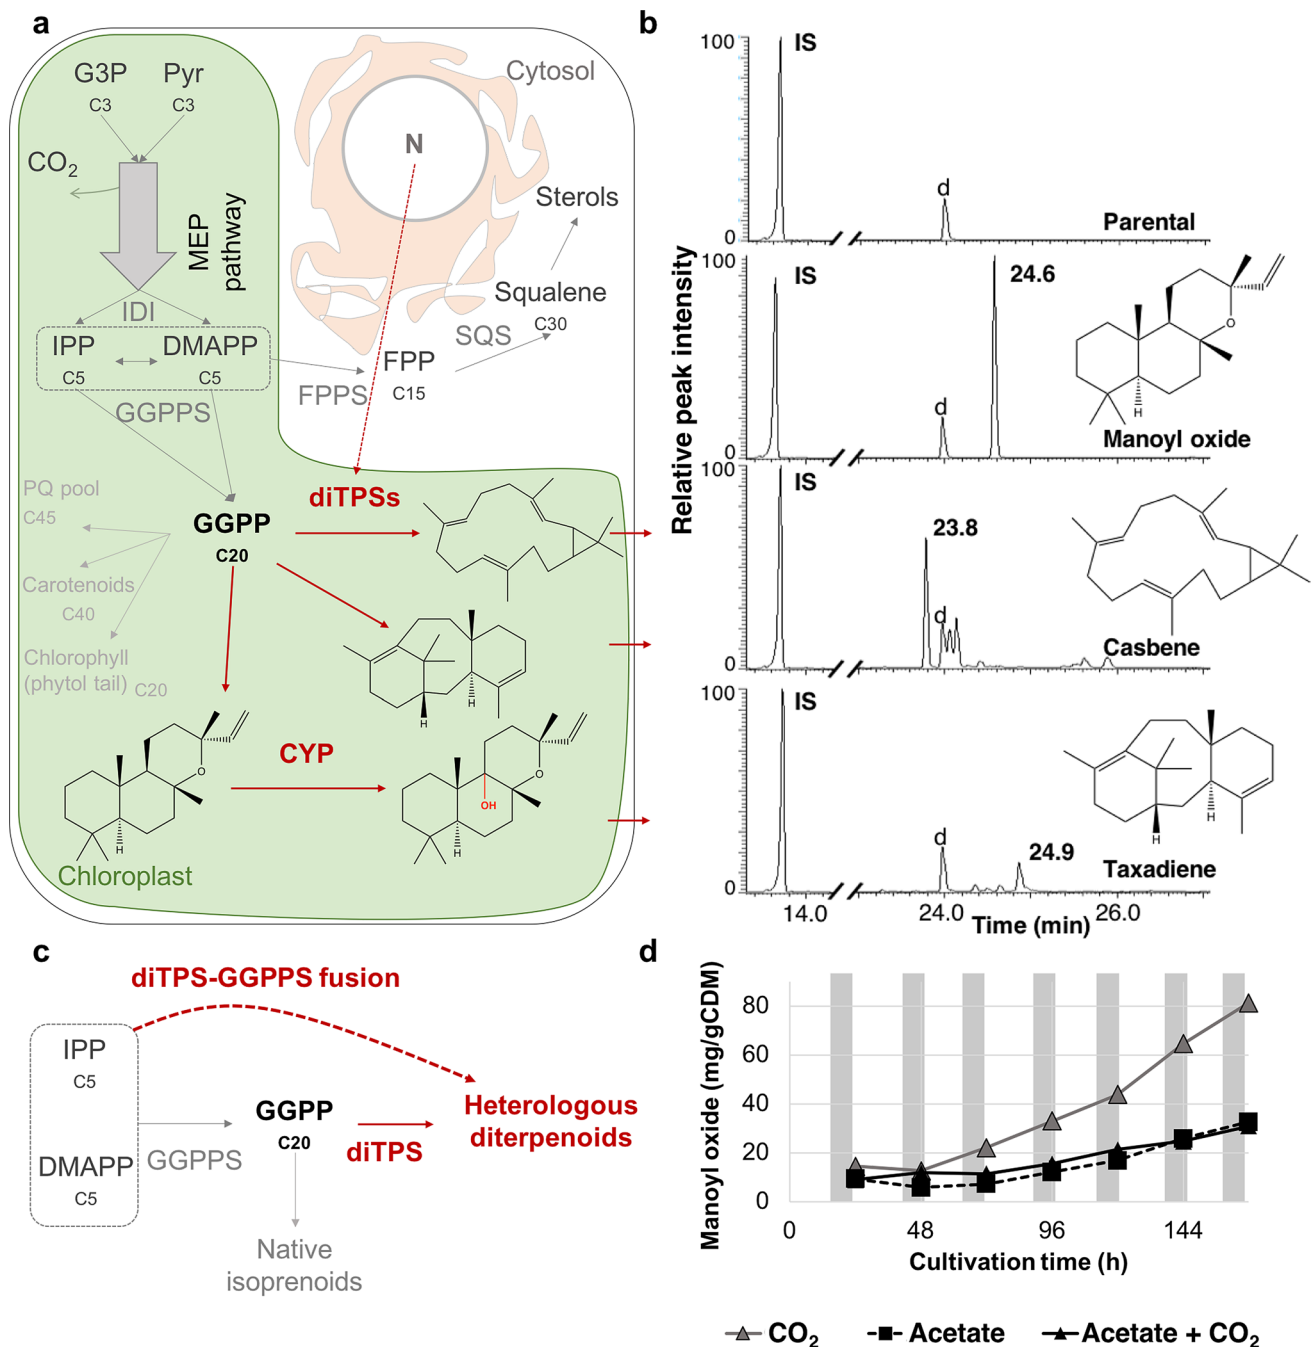 a
G3P Pyr
C3 C3
CO2
MEP
pathway
IDI
IPP DMAPP
C5 C5
GGPPS
Cytosol
N
Sterols
Squalene
C30
SQS
FPP
C15
FPPS
PQ pool
C45
GGPP
C20
diTPSs
Carotenoids
C40
Chlorophyll
(phytol tail) C20
H
H
CYP
O
H
O
OH
H
Chloroplast
b
Relative peak intensity
100
IS
d
0
Parental
100
IS
24.6
d
O
H
0
Manoyl oxide
100
IS
23.8
d
0
Casbene
100
IS
d
24.9
H
H
0
Taxadiene
14.0 24.0 26.0
Time (min)
c
diTPS-GGPPS fusion
IPP
C5
DMAPP
C5
GGPPS
GGPP
C20
diTPS
Heterologous
diterpenoids
Native
isoprenoids
d
Manoyl oxide (mg/gCDM)
80
60
40
20
0
0 48 96 144
Cultivation time (h)
CO2 Acetate Acetate + CO2